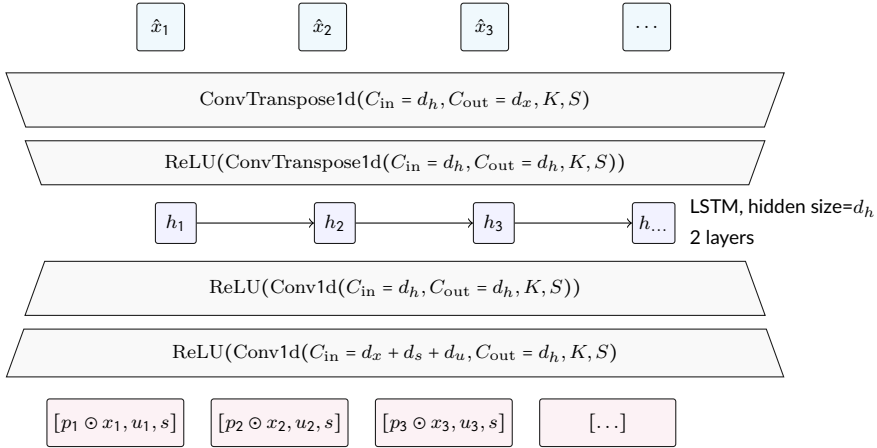 x̂₁ x̂₂ x̂₃ ⋯
ConvTranspose1d(C_in = d_h, C_out = d_x, K, S)
ReLU(ConvTranspose1d(C_in = d_h, C_out = d_h, K, S))
h₁ h₂ h₃ h_… LSTM, hidden size=d_h
2 layers
ReLU(Conv1d(C_in = d_h, C_out = d_h, K, S))
ReLU(Conv1d(C_in = d_x + d_s + d_u, C_out = d_h, K, S)
[p₁ ⊙ x₁, u₁, s] [p₂ ⊙ x₂, u₂, s] [p₃ ⊙ x₃, u₃, s] […]